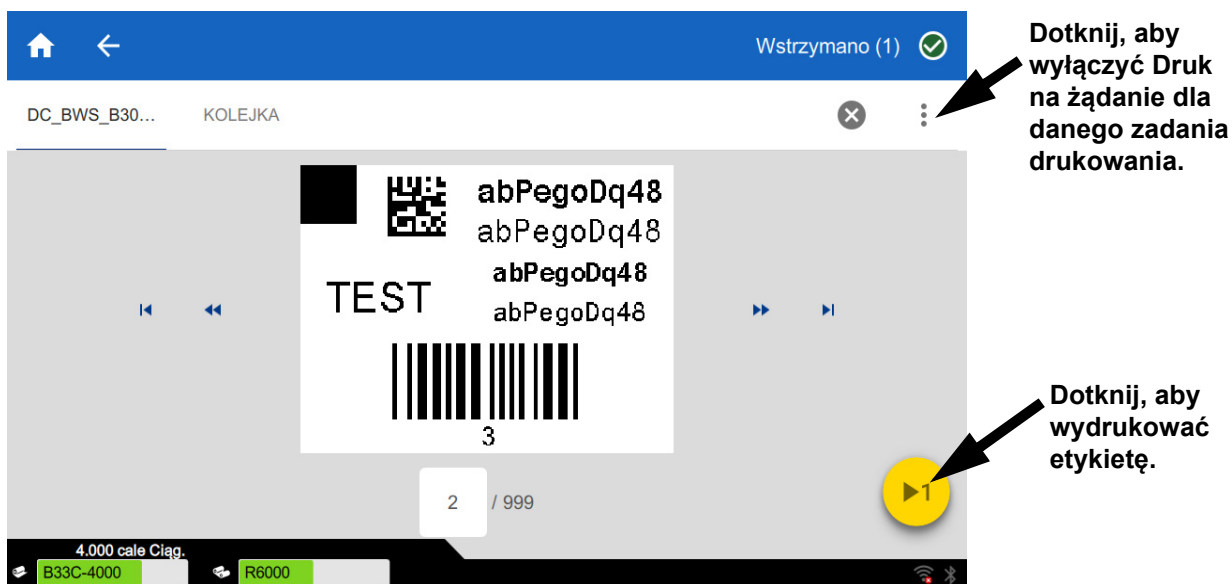 Wstrzymano (1)
DC_BWS_B30...
KOLEJKA
abPegoDq48
abPegoDq48
TEST
abPegoDq48
abPegoDq48
3
2 / 999
1
4.000 cale Ciąg.
B33C-4000
R6000
Dotknij, aby
wyłączyć Druk
na żądanie dla
danego zadania
drukowania.
Dotknij, aby
wydrukować
etykietę.